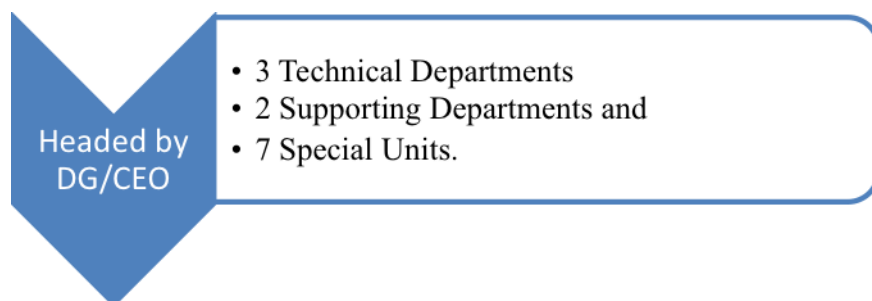 Headed by
DG/CEO
• 3 Technical Departments
• 2 Supporting Departments and
• 7 Special Units.